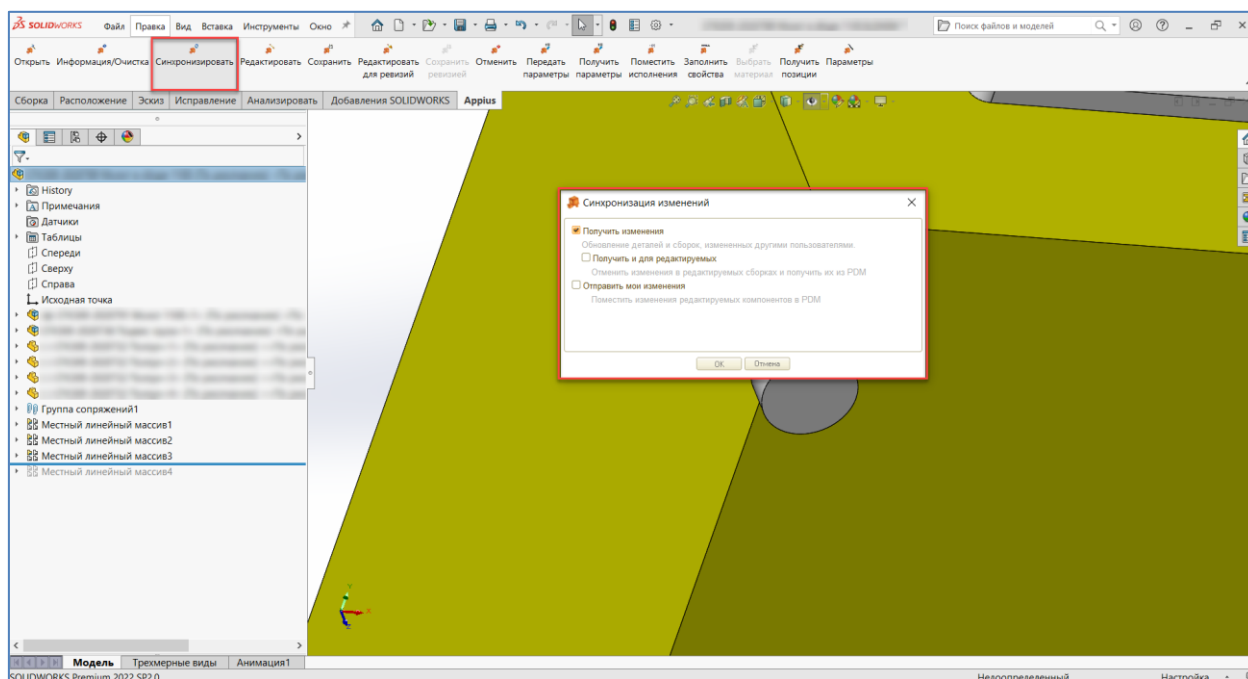 SOLIDWORKS Файл Правка Вид Вставка Инструменты Окно Поиск файлов и моделей
Открыть Информация/Очистка Синхронизировать Редактировать Сохранить Редактировать для ревизий Сохранить ревизией Отменить Передать параметры Получить параметры Поместить исполнения Заполнить свойства Выбрать материал Получить позиции Параметры
Сборка Расположение Эскиз Исправление Анализировать Добавления SOLIDWORKS Appius
History
Примечания
Датчики
Таблицы
Спереди
Сверху
Справа
Исходная точка
Группа сопряжений1
Местный линейный массив1
Местный линейный массив2
Местный линейный массив3
Местный линейный массив4
Синхронизация изменений
Получить изменения
Обновление деталей и сборок, измененных другими пользователями.
Получить и для редактируемых
Отменить изменения в редактируемых сборках и получить их из PDM
Отправить мои изменения
Поместить изменения редактируемых компонентов в PDM
ОК Отмена
Y
X
Z
Модель Трехмерные виды Анимация1
SOLIDWORKS Premium 2022 SP2.0 Недоопределенный Настройка